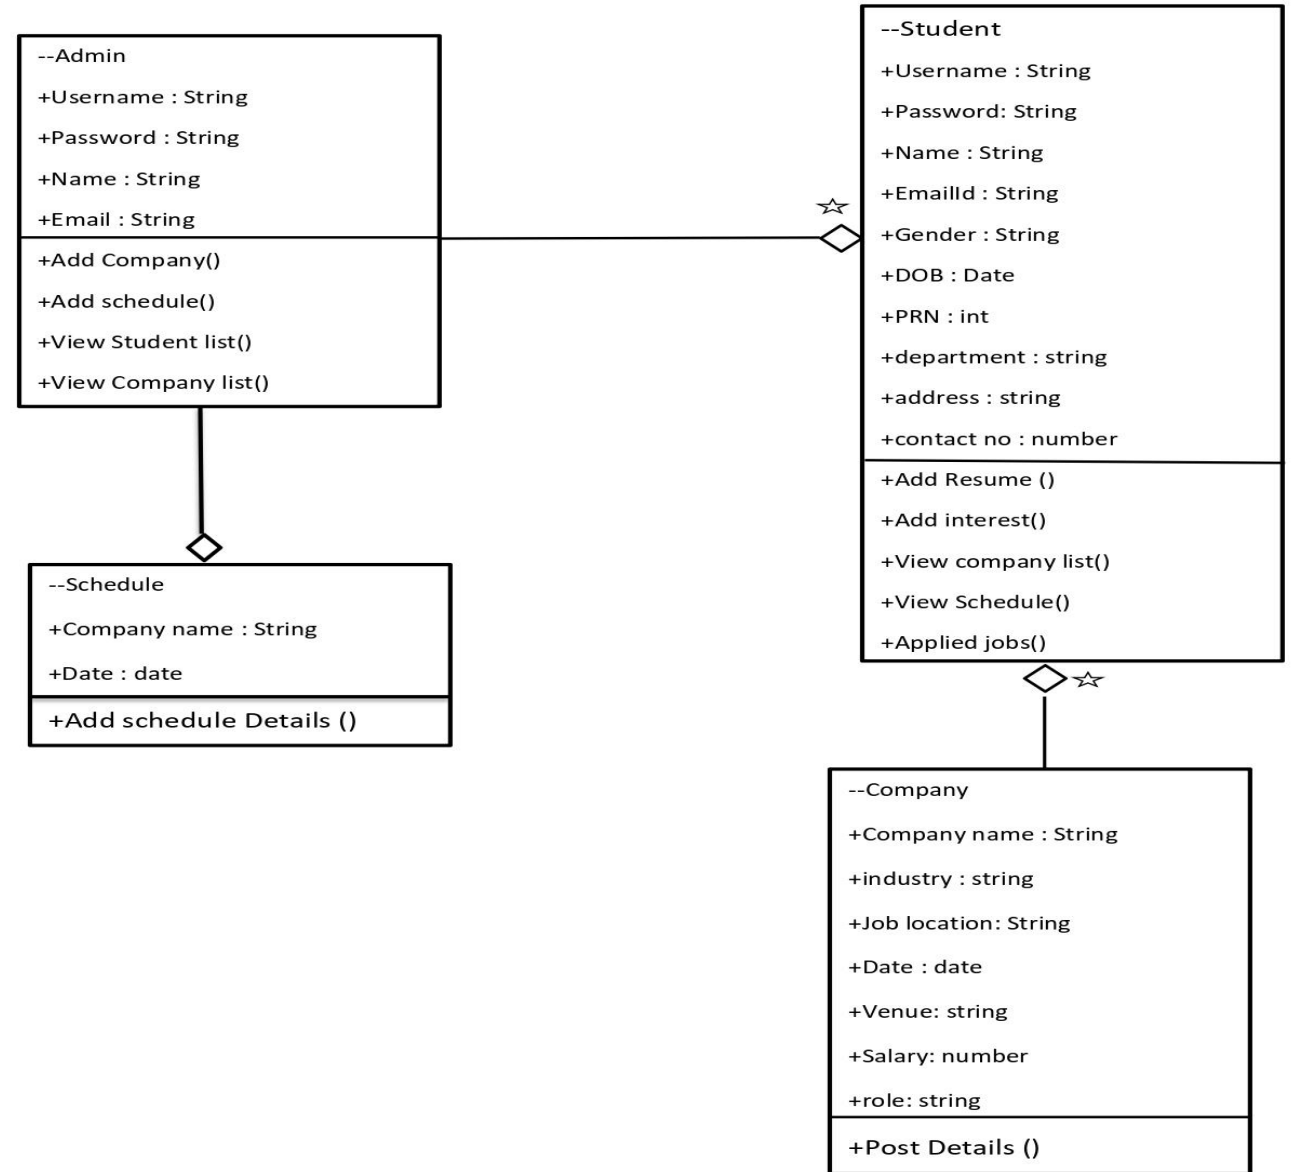 --Admin
+Username : String
+Password : String
+Name : String
+Email : String
+Add Company()
+Add schedule()
+View Student list()
+View Company list()
--Student
+Username : String
+Password: String
+Name : String
+EmailId : String
+Gender : String
+DOB : Date
+PRN : int
+department : string
+address : string
+contact no : number
+Add Resume ()
+Add interest()
+View company list()
+View Schedule()
+Applied jobs()
--Schedule
+Company name : String
+Date : date
+Add schedule Details ()
--Company
+Company name : String
+industry : string
+Job location: String
+Date : date
+Venue: string
+Salary: number
+role: string
+Post Details ()